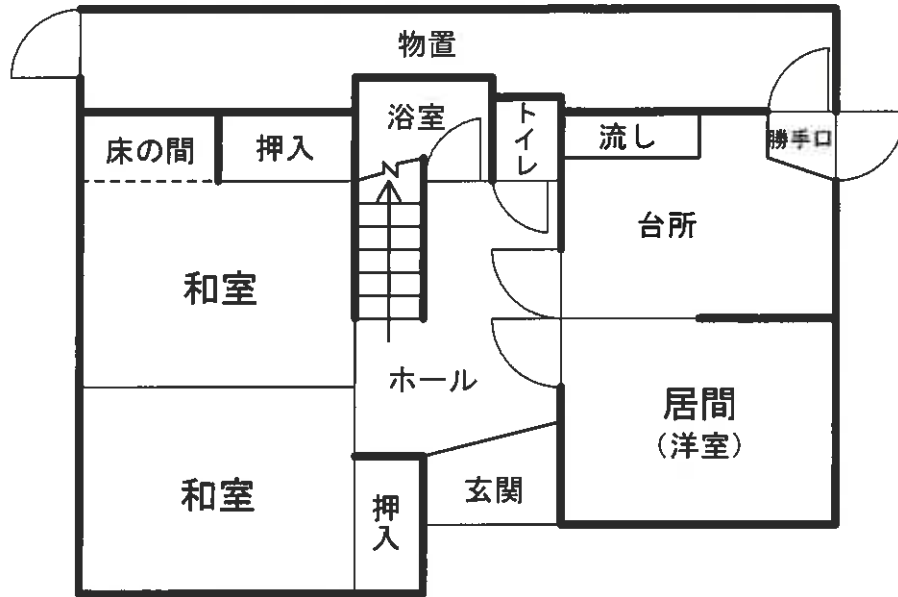 物置
浴室
トイレ
床の間
押入
流し
勝手口
台所
和室
ホール
居間
(洋室)
和室
押入
玄関